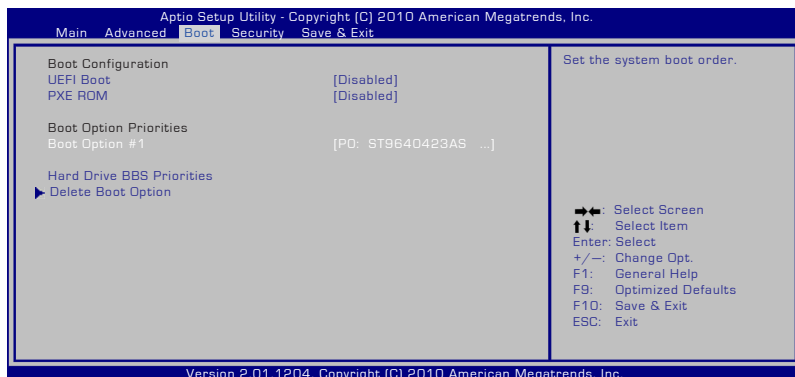 Aptio Setup Utility - Copyright (C) 2010 American Megatrends, Inc.
Main Advanced Boot Security Save & Exit
Boot Configuration
UEFI Boot [Disabled]
PXE ROM [Disabled]
Boot Option Priorities
Boot Option #1 [P0: ST9640423AS ...]
Hard Drive BBS Priorities
Delete Boot Option
Set the system boot order.
→←: Select Screen
↑↓: Select Item
Enter: Select
+/—: Change Opt.
F1: General Help
F9: Optimized Defaults
F10: Save & Exit
ESC: Exit
Version 2.01.1204. Copyright (C) 2010 American Megatrends, Inc.